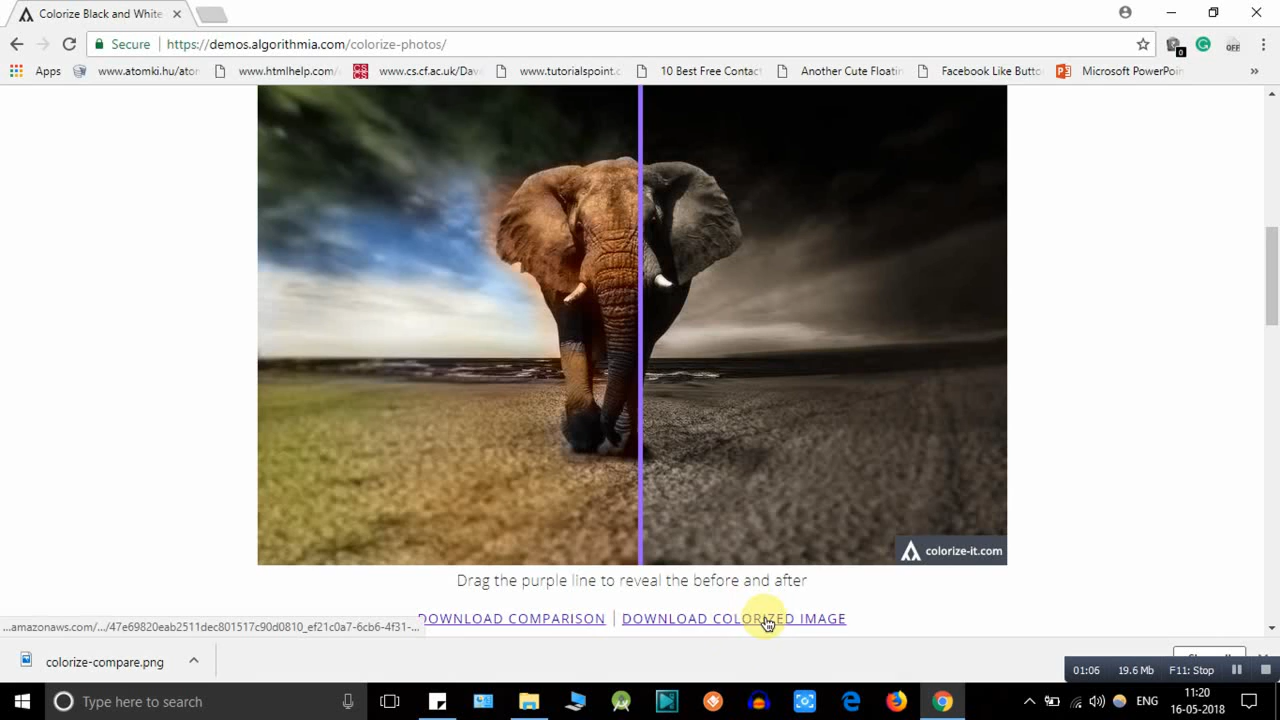 Colorize Black and White
Secure
https://demos.algorithmia.com/colorize-photos/
Apps
www.atomki.hu/aton
www.htmlhelp.com/
www.cs.cf.ac.uk/Dav
www.tutorialspoint.c
10 Best Free Contact
Another Cute Floatin
Facebook Like Butto
Microsoft PowerPoin
»
0
OFF
colorize-it.com
Drag the purple line to reveal the before and after
DOWNLOAD COMPARISON | DOWNLOAD COLORIZED IMAGE
...amazonaws.com/.../47e69820eab2511dec801517c90d0810_ef21c0a7-6cb6-4f31-...
colorize-compare.png
01:06 19.6 Mb F11: Stop
Type here to search
ENG
11:20
16-05-2018